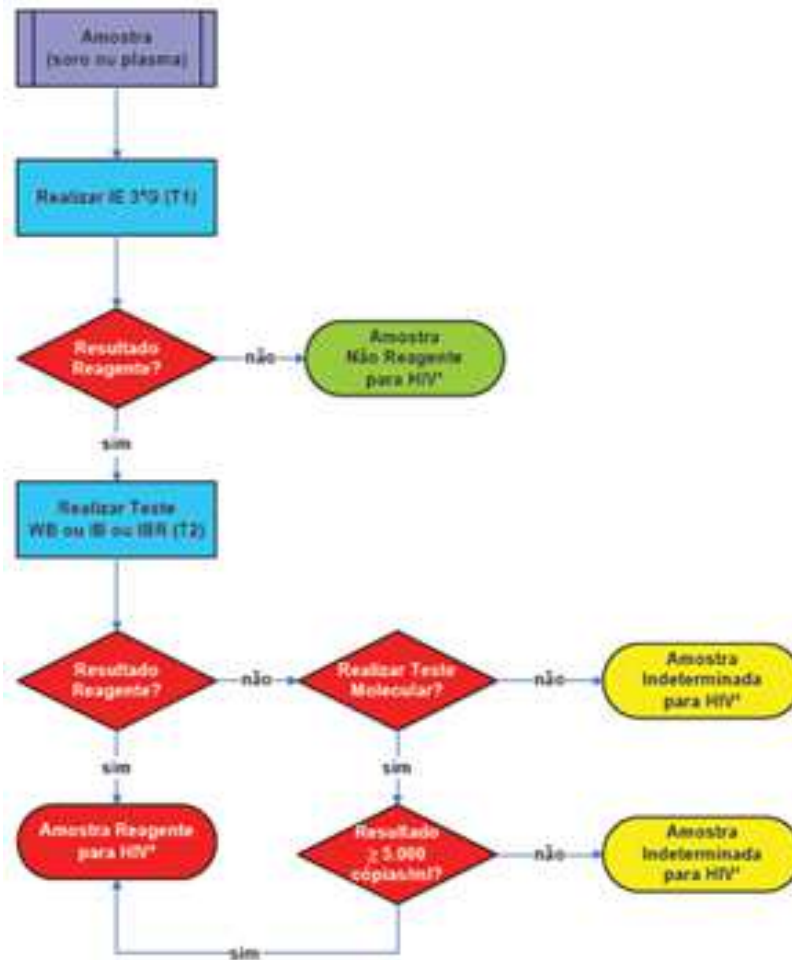 Amostra
(soro ou plasma)
Realizar IE 3ªG (T1)
Resultado
Reagente?
não
Amostra
Não Reagente
para HIV*
sim
Realizar Teste
WB ou IB ou IBR (T2)
Resultado
Reagente?
não
Realizar Teste
Molecular?
não
Amostra
Indeterminada
para HIV*
sim
sim
Amostra Reagente
para HIV*
Resultado
≥ 5.000
cópias/ml?
não
Amostra
Indeterminada
para HIV*
sim